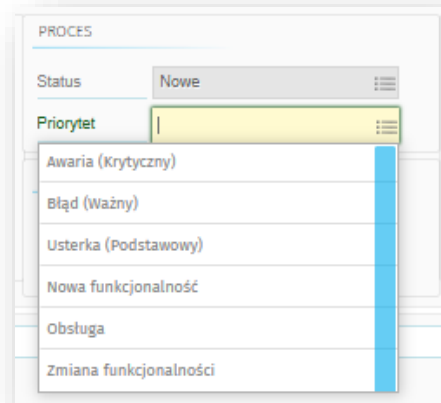 PROCES
Status Nowe
Priorytet
Awaria (Krytyczny)
Błąd (Ważny)
Usterka (Podstawowy)
Nowa funkcjonalność
Obsługa
Zmiana funkcjonalności